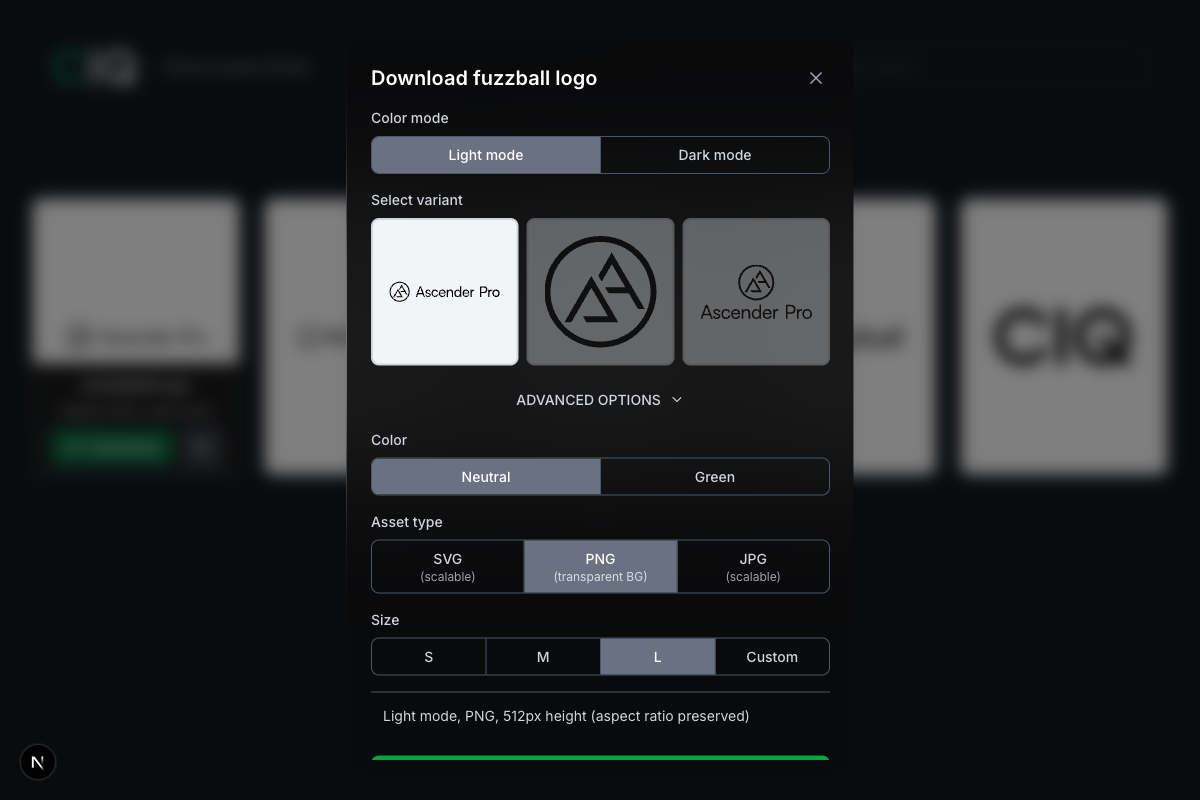 Download fuzzball logo
Color mode
Light mode
Dark mode
Select variant
Ascender Pro
Ascender Pro
ADVANCED OPTIONS
Color
Neutral
Green
Asset type
SVG
(scalable)
PNG
(transparent BG)
JPG
(scalable)
Size
S
M
L
Custom
Light mode, PNG, 512px height (aspect ratio preserved)
CIQ
CIQ
N